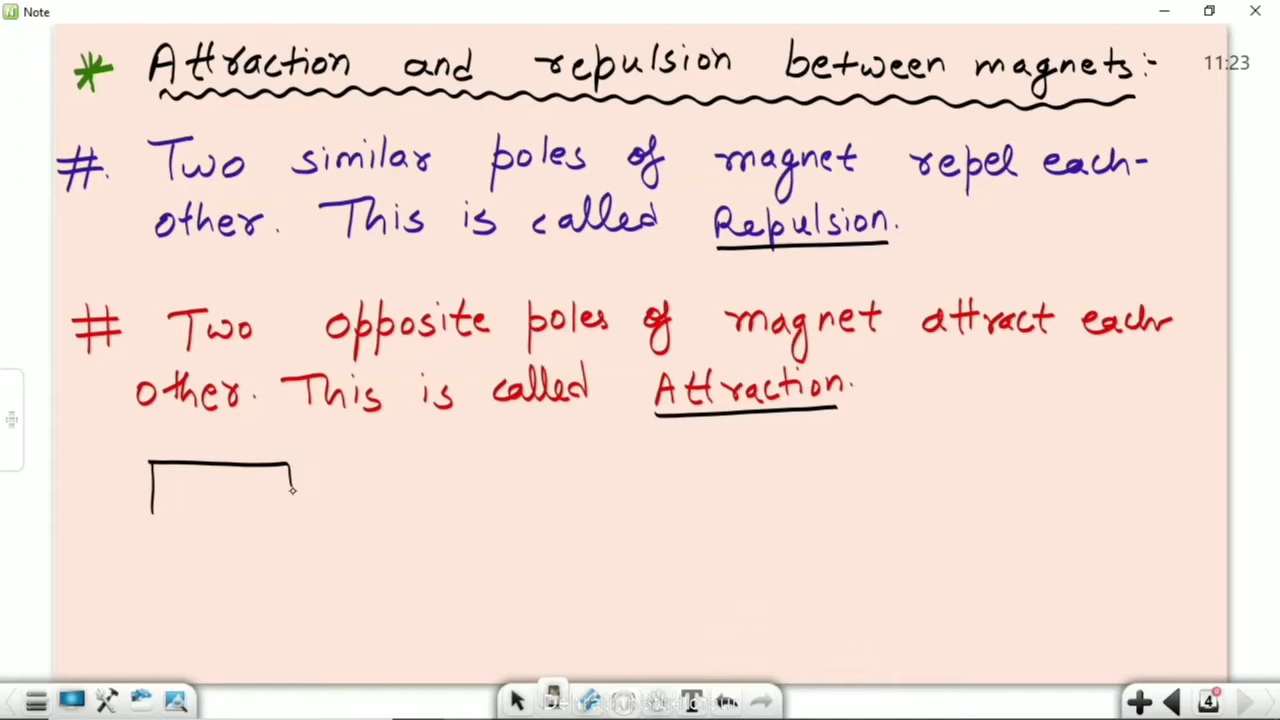 Note
* Attraction and repulsion between magnets:-
11:23
#. Two similar poles of magnet repel each-
other. This is called Repulsion.
# Two opposite poles of magnet attract each
other. This is called Attraction.
4